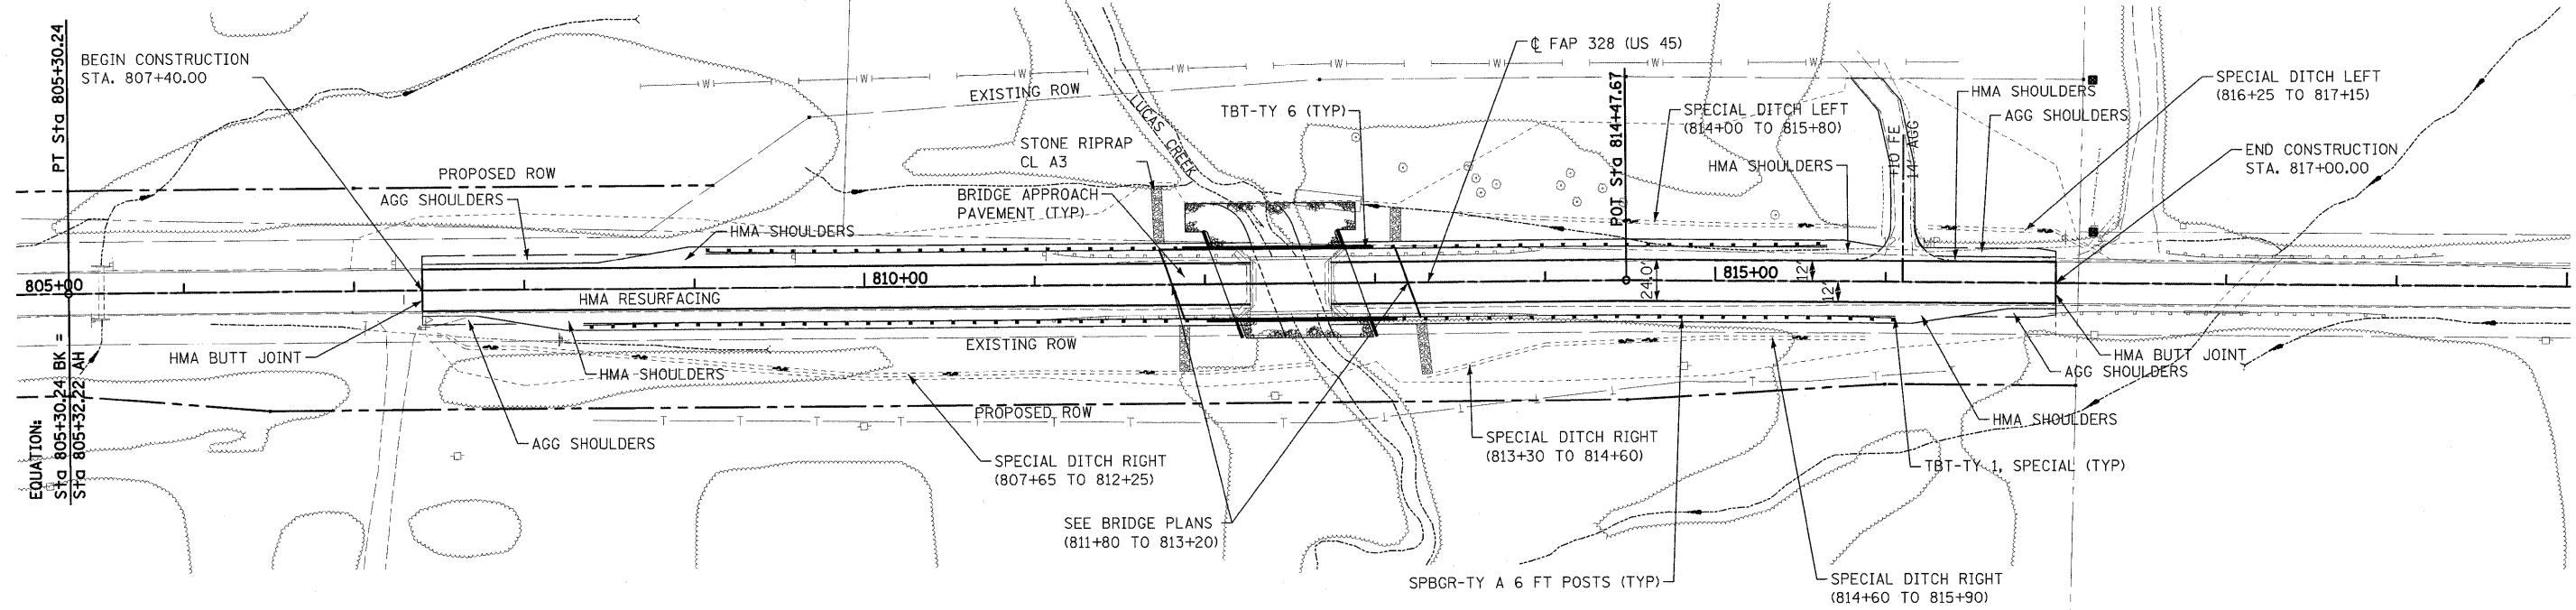 PT Sta 805+30.24
BEGIN CONSTRUCTION
STA. 807+40.00
EXISTING ROW
LUCAS CREEK
STONE RIPRAP
CL A3
TBT-TY 6 (TYP)
℄ FAP 328 (US 45)
POT Sta 814+47.67
SPECIAL DITCH LEFT
(814+00 TO 815+80)
HMA SHOULDERS
+10 FE
14' AGG
HMA SHOULDERS
AGG SHOULDERS
SPECIAL DITCH LEFT
(816+25 TO 817+15)
END CONSTRUCTION
STA. 817+00.00
PROPOSED ROW
AGG SHOULDERS
HMA SHOULDERS
BRIDGE APPROACH
PAVEMENT (TYP)
805+00
810+00
815+00
HMA RESURFACING
24.0'
12'
12'
W
W
W
W
W
W
W
W
EQUATION:
Sta 805+30.24 BK =
Sta 805+32.22 AH
HMA BUTT JOINT
HMA SHOULDERS
AGG SHOULDERS
EXISTING ROW
PROPOSED ROW
SPECIAL DITCH RIGHT
(807+65 TO 812+25)
SEE BRIDGE PLANS
(811+80 TO 813+20)
SPECIAL DITCH RIGHT
(813+30 TO 814+60)
SPBGR-TY A 6 FT POSTS (TYP)
SPECIAL DITCH RIGHT
(814+60 TO 815+90)
TBT-TY 1, SPECIAL (TYP)
HMA SHOULDERS
AGG SHOULDERS
HMA BUTT JOINT